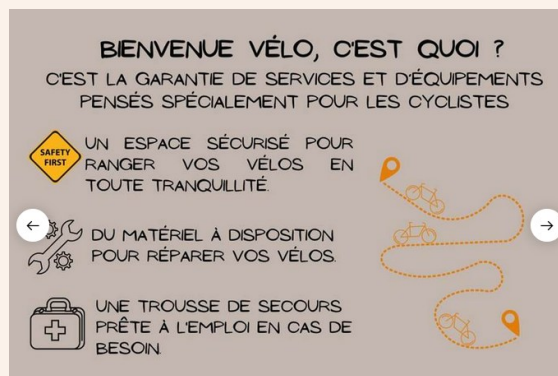 BIENVENUE VÉLO, C'EST QUOI ?
C'EST LA GARANTIE DE SERVICES ET D'ÉQUIPEMENTS
PENSÉS SPÉCIALEMENT POUR LES CYCLISTES
SAFETY
FIRST
UN ESPACE SÉCURISÉ POUR
RANGER VOS VÉLOS EN
TOUTE TRANQUILLITÉ.
DU MATÉRIEL À DISPOSITION
POUR RÉPARER VOS VÉLOS.
UNE TROUSSE DE SECOURS
PRÊTE À L'EMPLOI EN CAS DE
BESOIN.